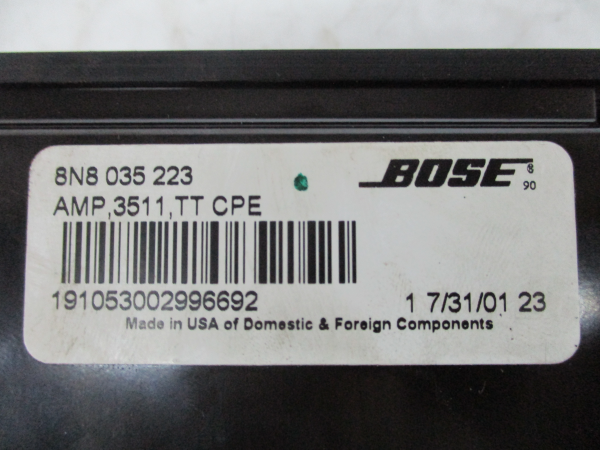 8N8 035 223
BOSE®
90
AMP,3511,TT CPE
191053002996692
1 7/31/01 23
Made in USA of Domestic & Foreign Components